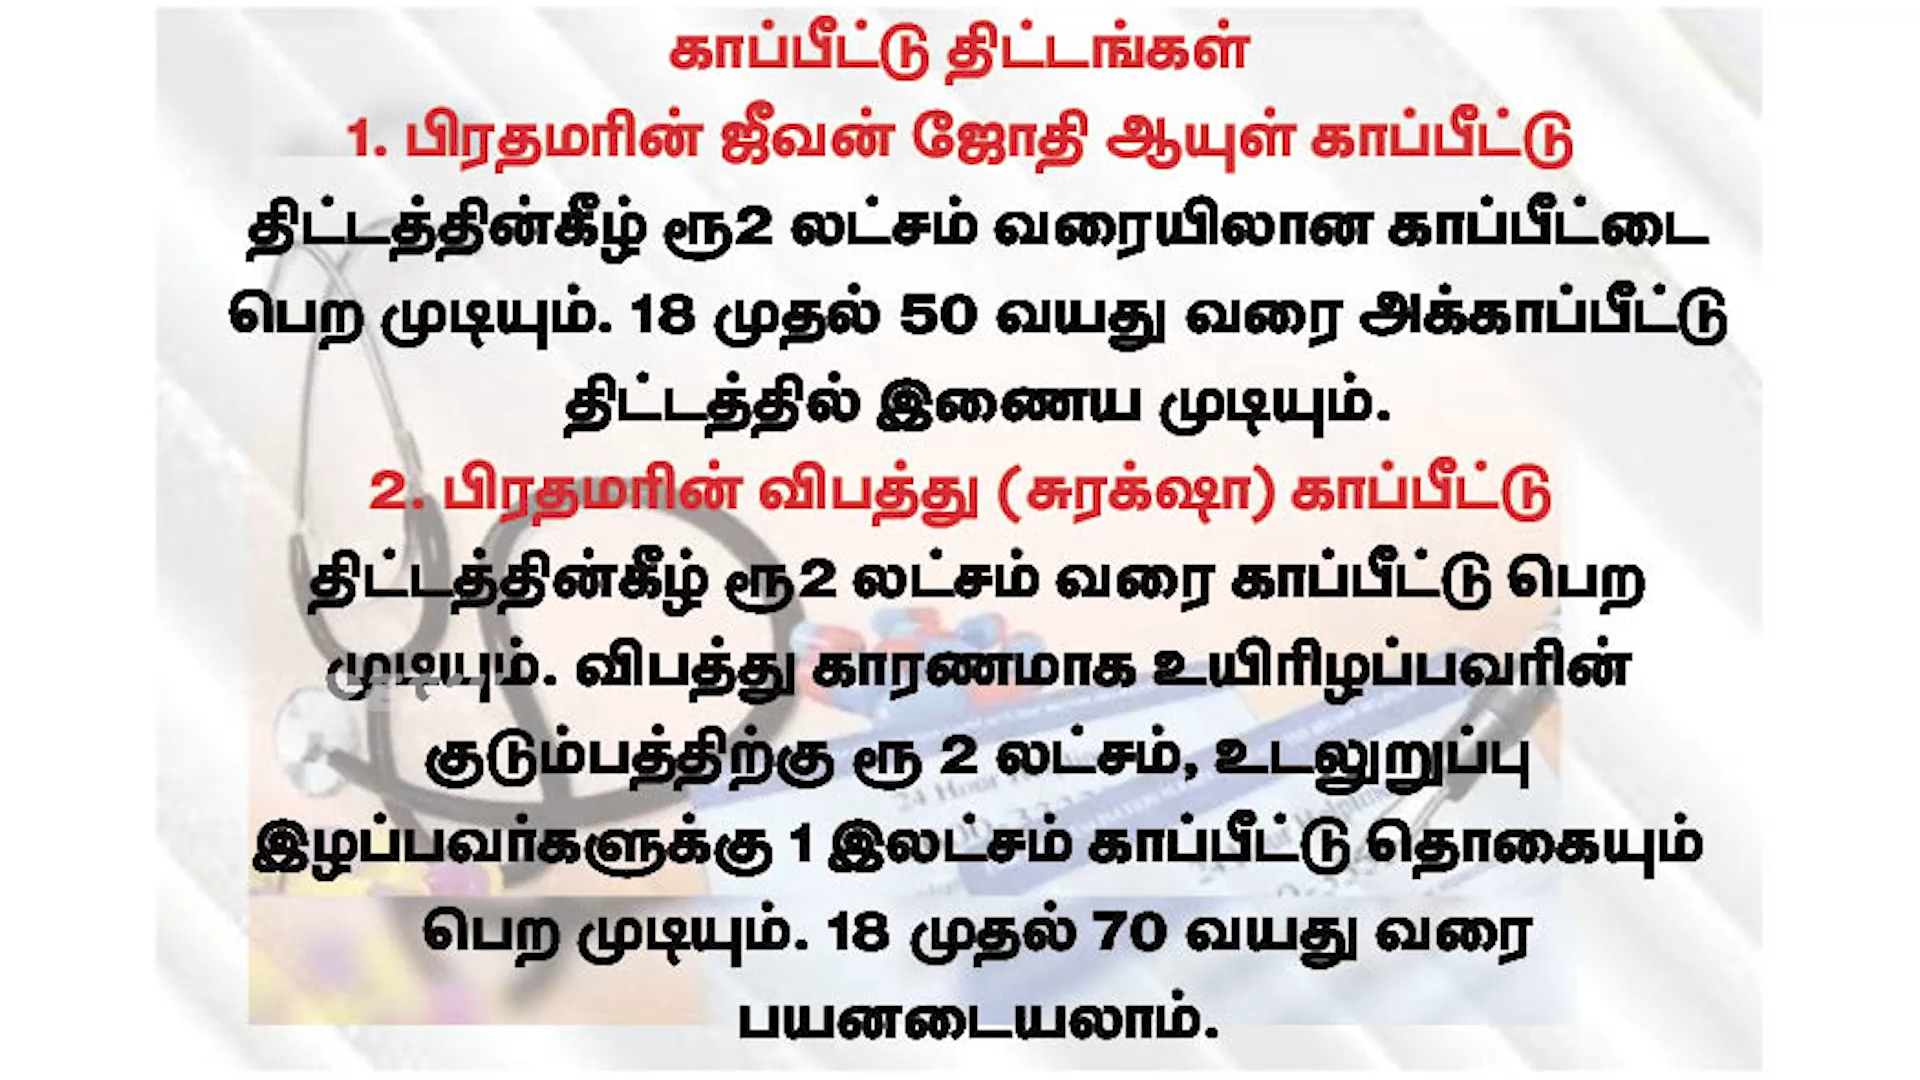 காப்பீட்டு திட்டங்கள்
1. பிரதமரின் ஜீவன் ஜோதி ஆயுள் காப்பீட்டு
திட்டத்தின்கீழ் ரூ2 லட்சம் வரையிலான காப்பீட்டை
பெற முடியும். 18 முதல் 50 வயது வரை அக்காப்பீட்டு
திட்டத்தில் இணைய முடியும்.
2. பிரதமரின் விபத்து (சுரக்ஷா) காப்பீட்டு
திட்டத்தின்கீழ் ரூ2 லட்சம் வரை காப்பீட்டு பெற
முடியும். விபத்து காரணமாக உயிரிழப்பவரின்
குடும்பத்திற்கு ரூ 2 லட்சம், உடலுறுப்பு
இழப்பவர்களுக்கு 1 இலட்சம் காப்பீட்டு தொகையும்
பெற முடியும். 18 முதல் 70 வயது வரை
பயனடையலாம்.